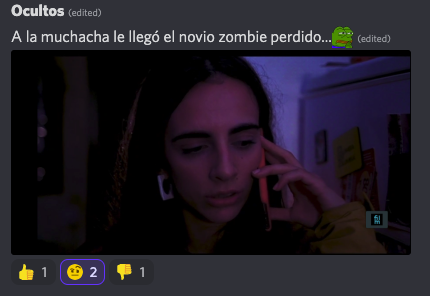 Ocultos (edited)
A la muchacha le llegó el novio zombie perdido... (edited)
1 2 1